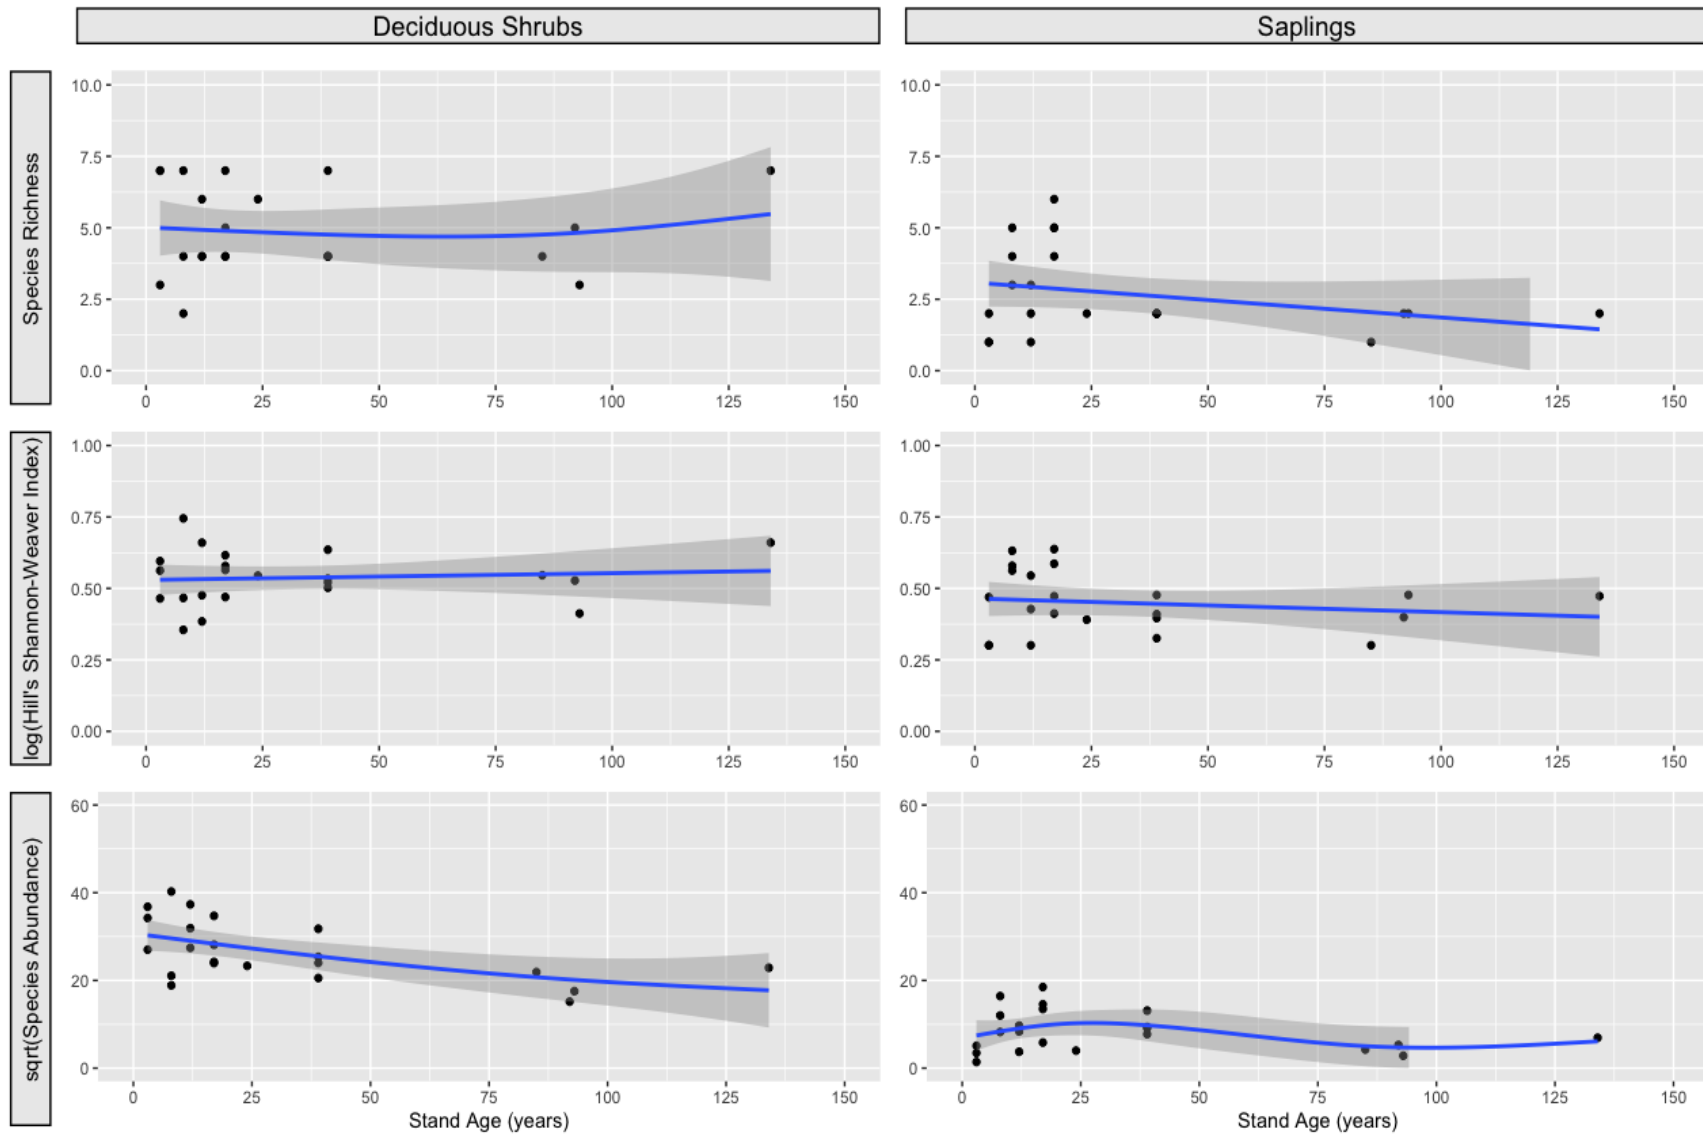 Deciduous Shrubs
Saplings
Species Richness
10.0
7.5
5.0
2.5
0.0
0 25 50 75 100 125 150
10.0
7.5
5.0
2.5
0.0
0 25 50 75 100 125 150
log(Hill's Shannon-Weaver Index)
1.00
0.75
0.50
0.25
0.00
0 25 50 75 100 125 150
1.00
0.75
0.50
0.25
0.00
0 25 50 75 100 125 150
sqrt(Species Abundance)
60
40
20
0
0 25 50 75 100 125 150
Stand Age (years)
60
40
20
0
0 25 50 75 100 125 150
Stand Age (years)